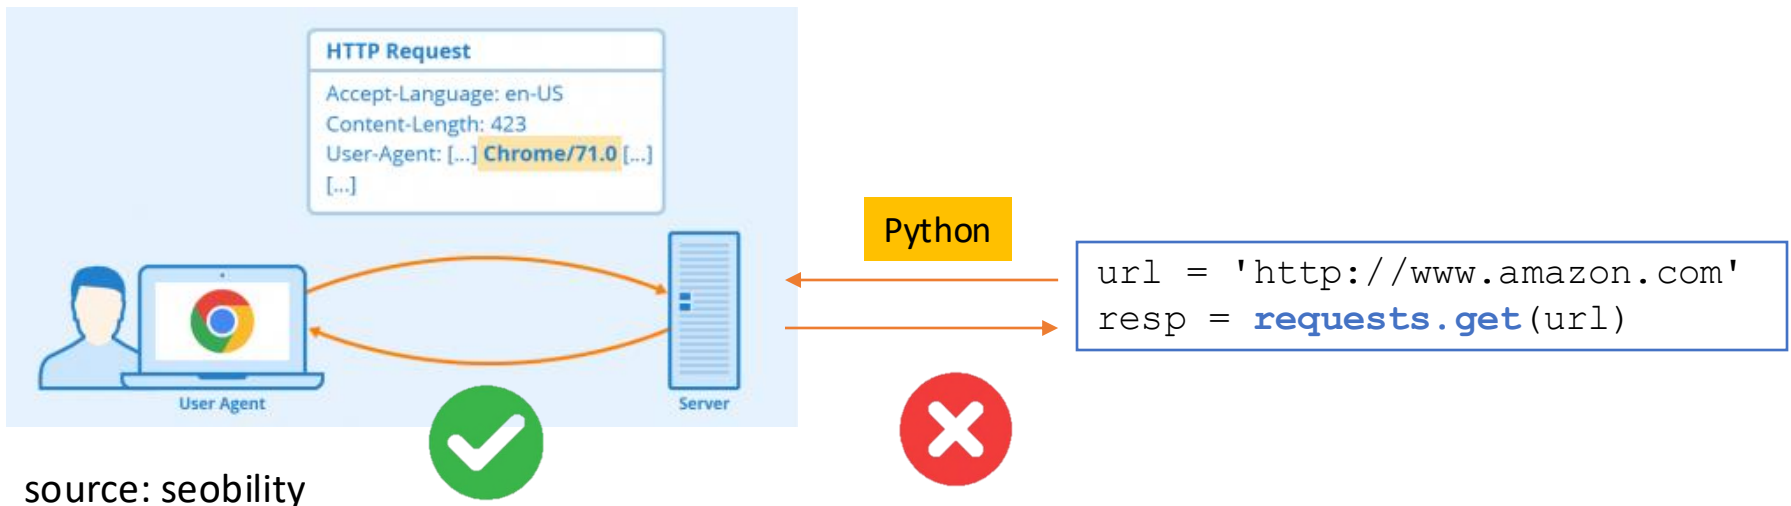 HTTP Request
Accept-Language: en-US
Content-Length: 423
User-Agent: [...] Chrome/71.0 [...]
[...]
User Agent
Server
source: seobility
Python
url = 'http://www.amazon.com'
resp = requests.get(url)